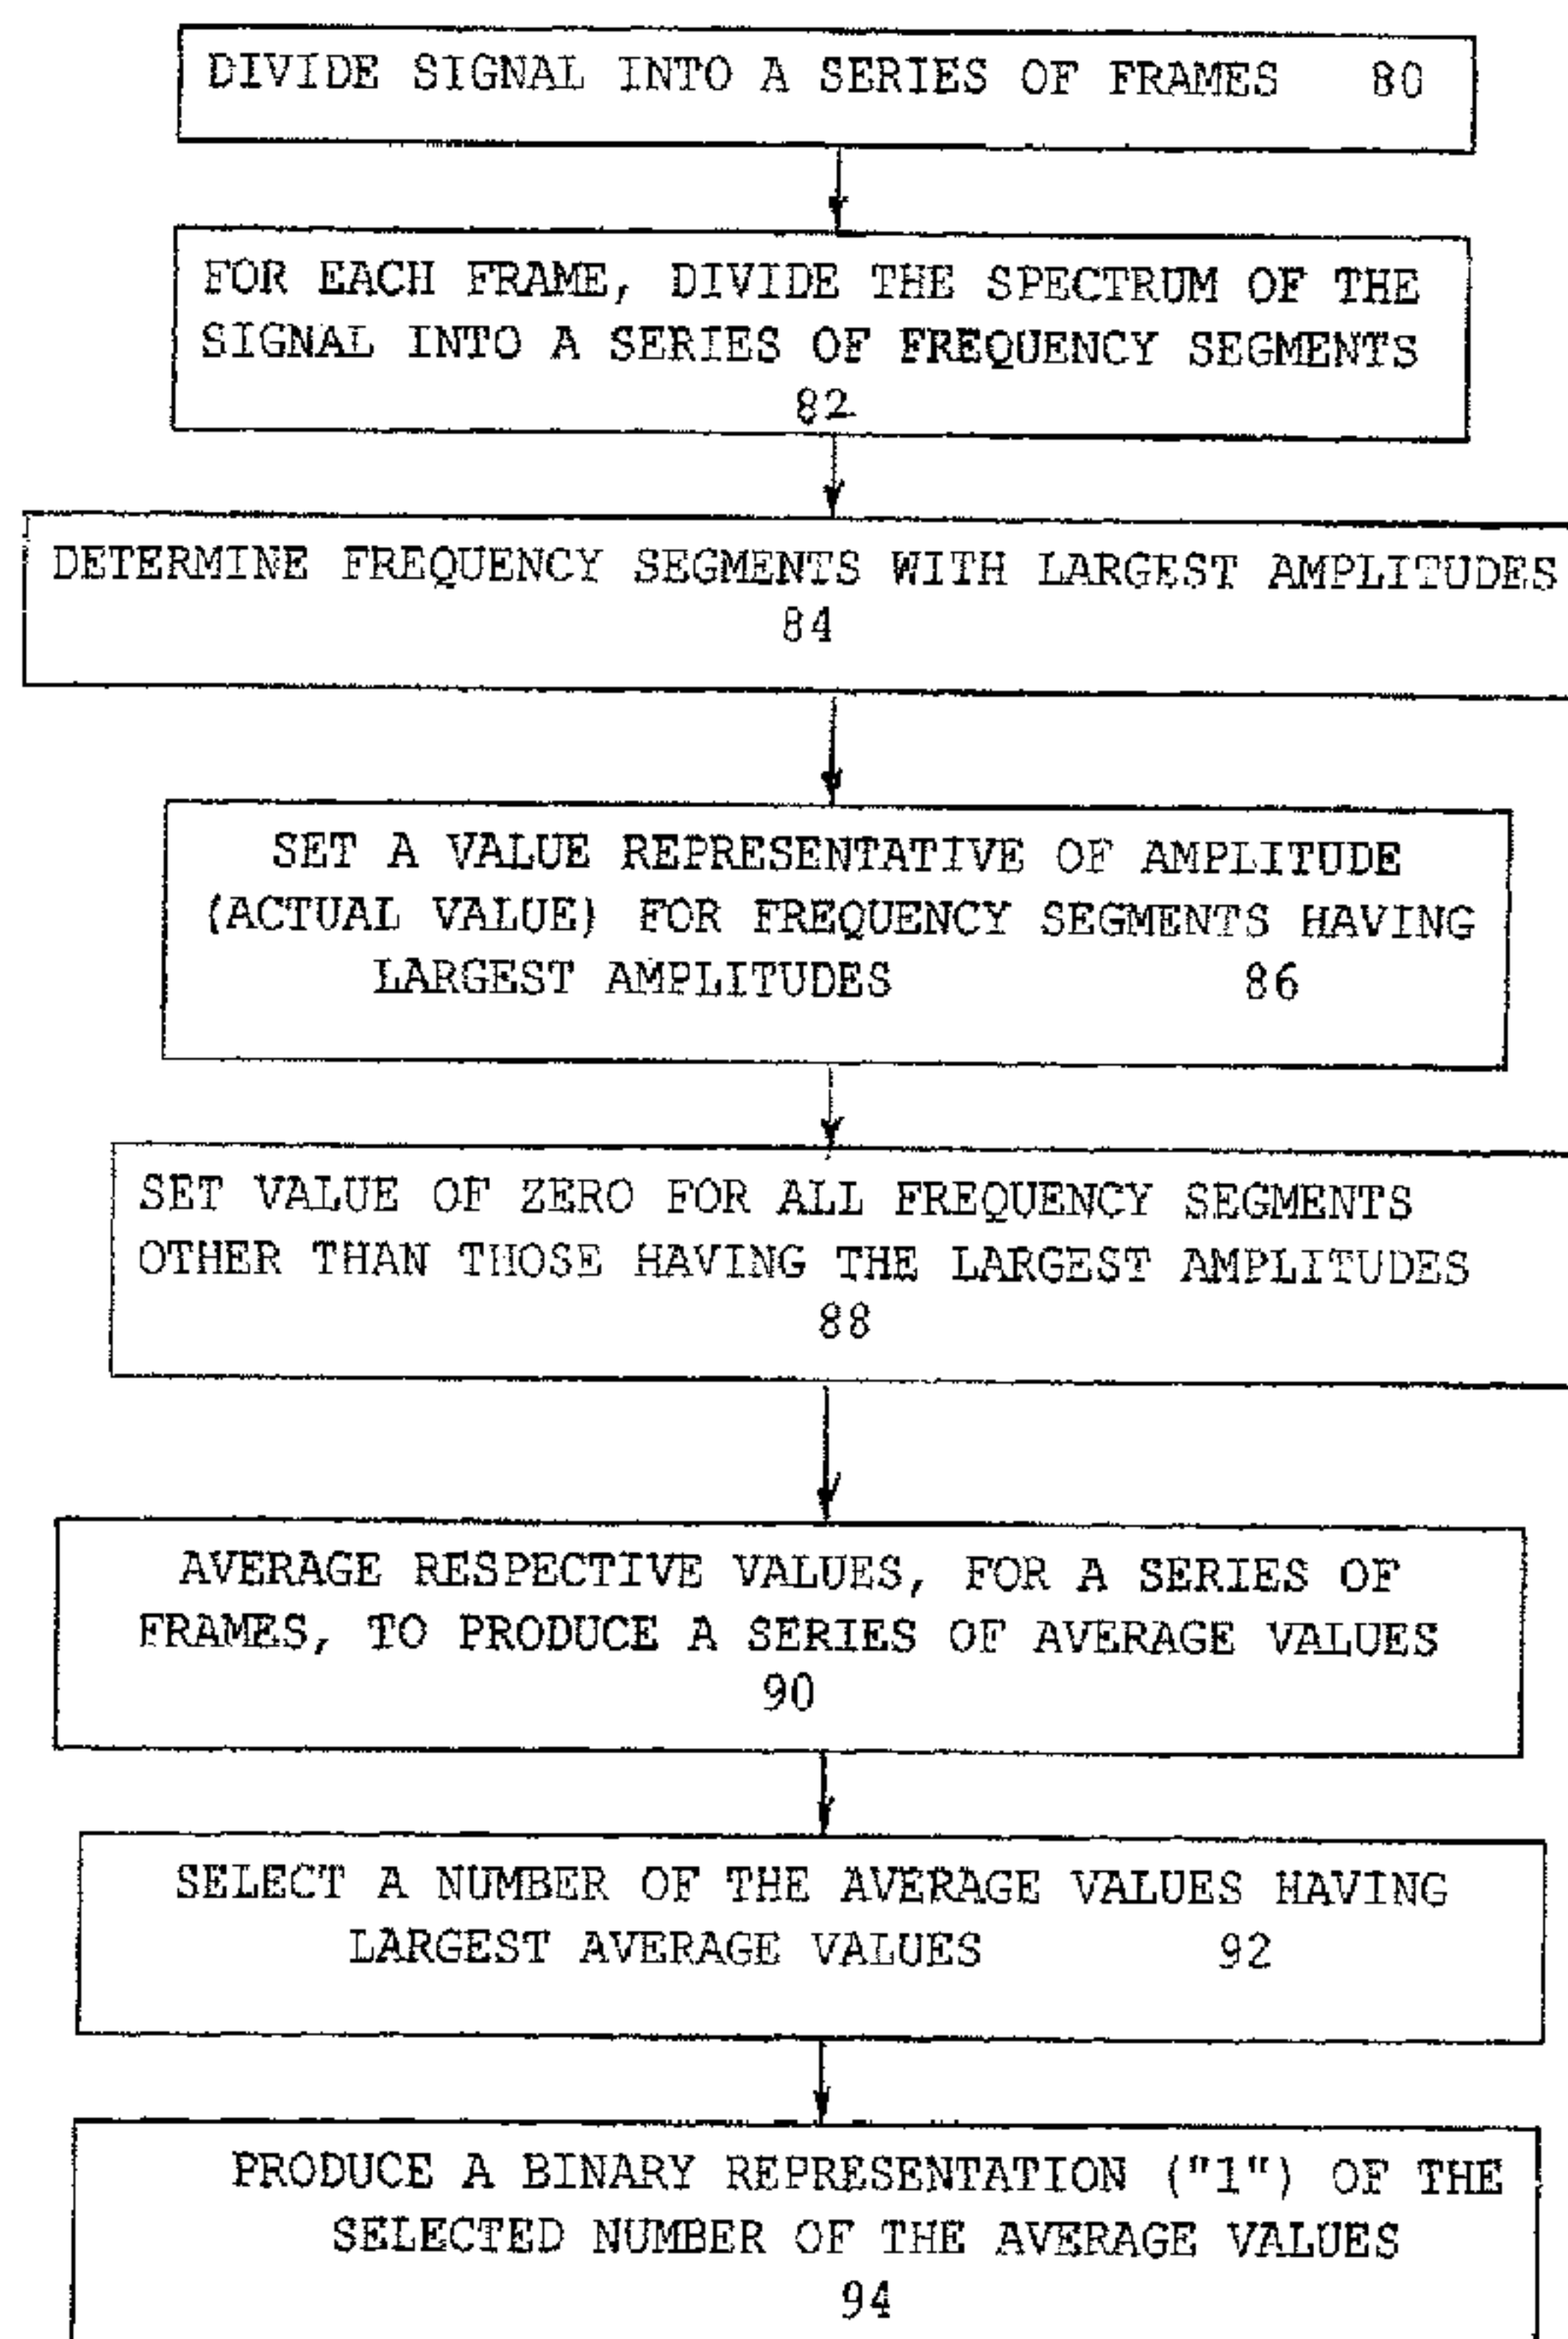 DIVIDE SIGNAL INTO A SERIES OF FRAMES 80
FOR EACH FRAME, DIVIDE THE SPECTRUM OF THE
SIGNAL INTO A SERIES OF FREQUENCY SEGMENTS
82
DETERMINE FREQUENCY SEGMENTS WITH LARGEST AMPLITUDES
84
SET A VALUE REPRESENTATIVE OF AMPLITUDE
(ACTUAL VALUE) FOR FREQUENCY SEGMENTS HAVING
LARGEST AMPLITUDES 86
SET VALUE OF ZERO FOR ALL FREQUENCY SEGMENTS
OTHER THAN THOSE HAVING THE LARGEST AMPLITUDES
88
AVERAGE RESPECTIVE VALUES, FOR A SERIES OF
FRAMES, TO PRODUCE A SERIES OF AVERAGE VALUES
90
SELECT A NUMBER OF THE AVERAGE VALUES HAVING
LARGEST AVERAGE VALUES 92
PRODUCE A BINARY REPRESENTATION ("1") OF THE
SELECTED NUMBER OF THE AVERAGE VALUES
94